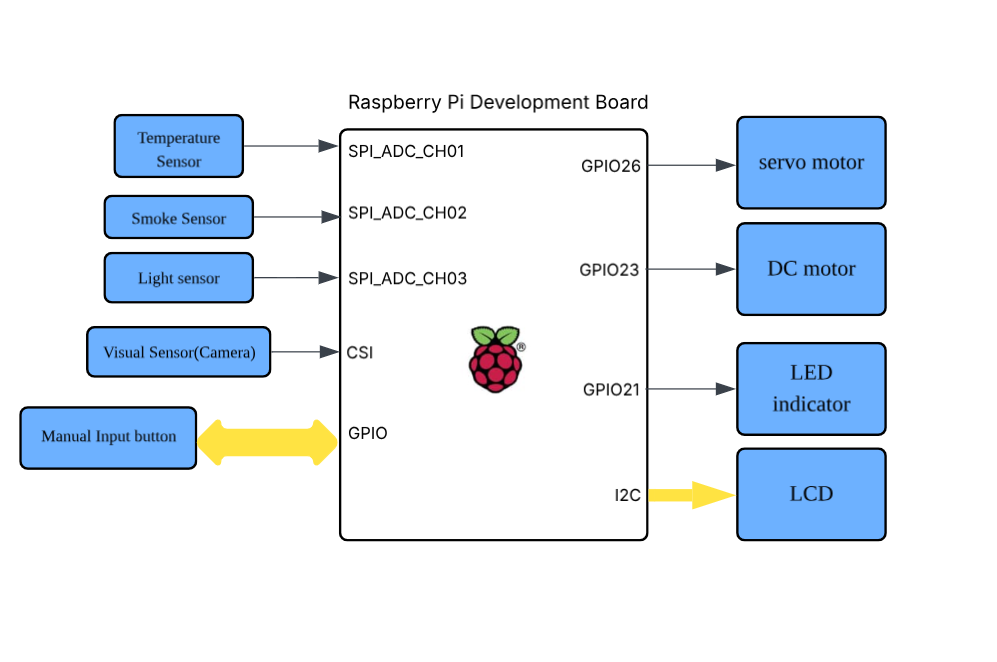 Raspberry Pi Development Board
Temperature
Sensor
SPI_ADC_CH01
Smoke Sensor
SPI_ADC_CH02
Light sensor
SPI_ADC_CH03
Visual Sensor(Camera)
CSI
Manual Input button
GPIO
®
GPIO26
servo motor
GPIO23
DC motor
GPIO21
LED
indicator
I2C
LCD